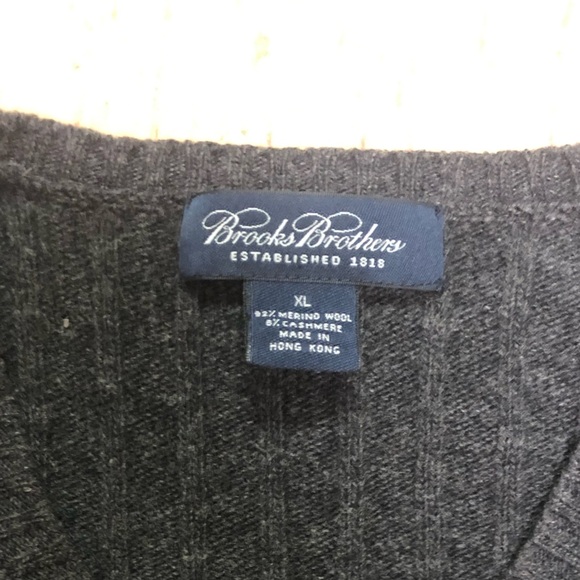 Brooks Brothers
ESTABLISHED 1818
XL
92% MERINO WOOL
8% CASHMERE
MADE IN
HONG KONG